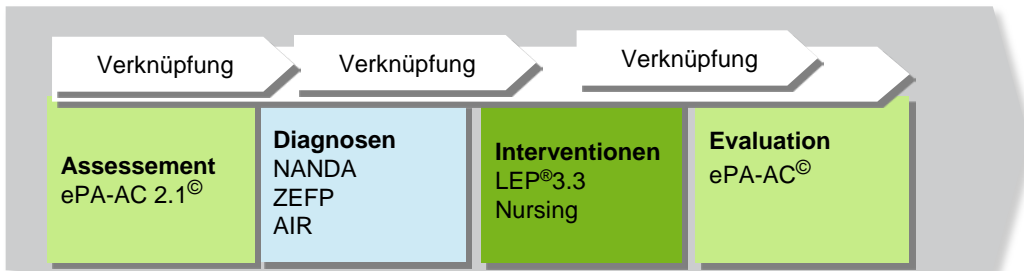 Verknüpfung
Verknüpfung
Verknüpfung
Assessement
ePA-AC 2.1©
Diagnosen
NANDA
ZEFP
AIR
Interventionen
LEP®3.3
Nursing
Evaluation
ePA-AC©